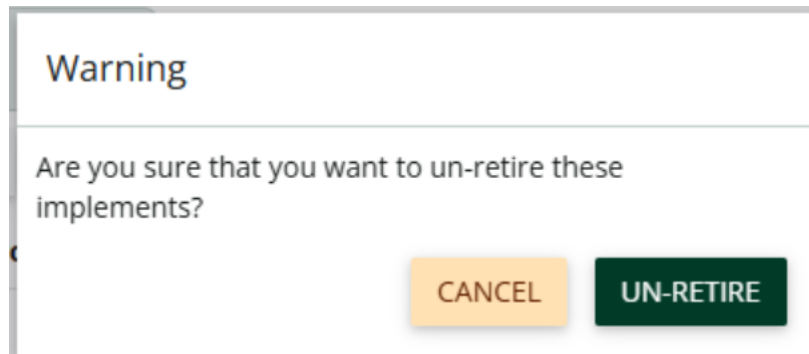 Warning
Are you sure that you want to un-retire these
implements?
CANCEL
UN-RETIRE